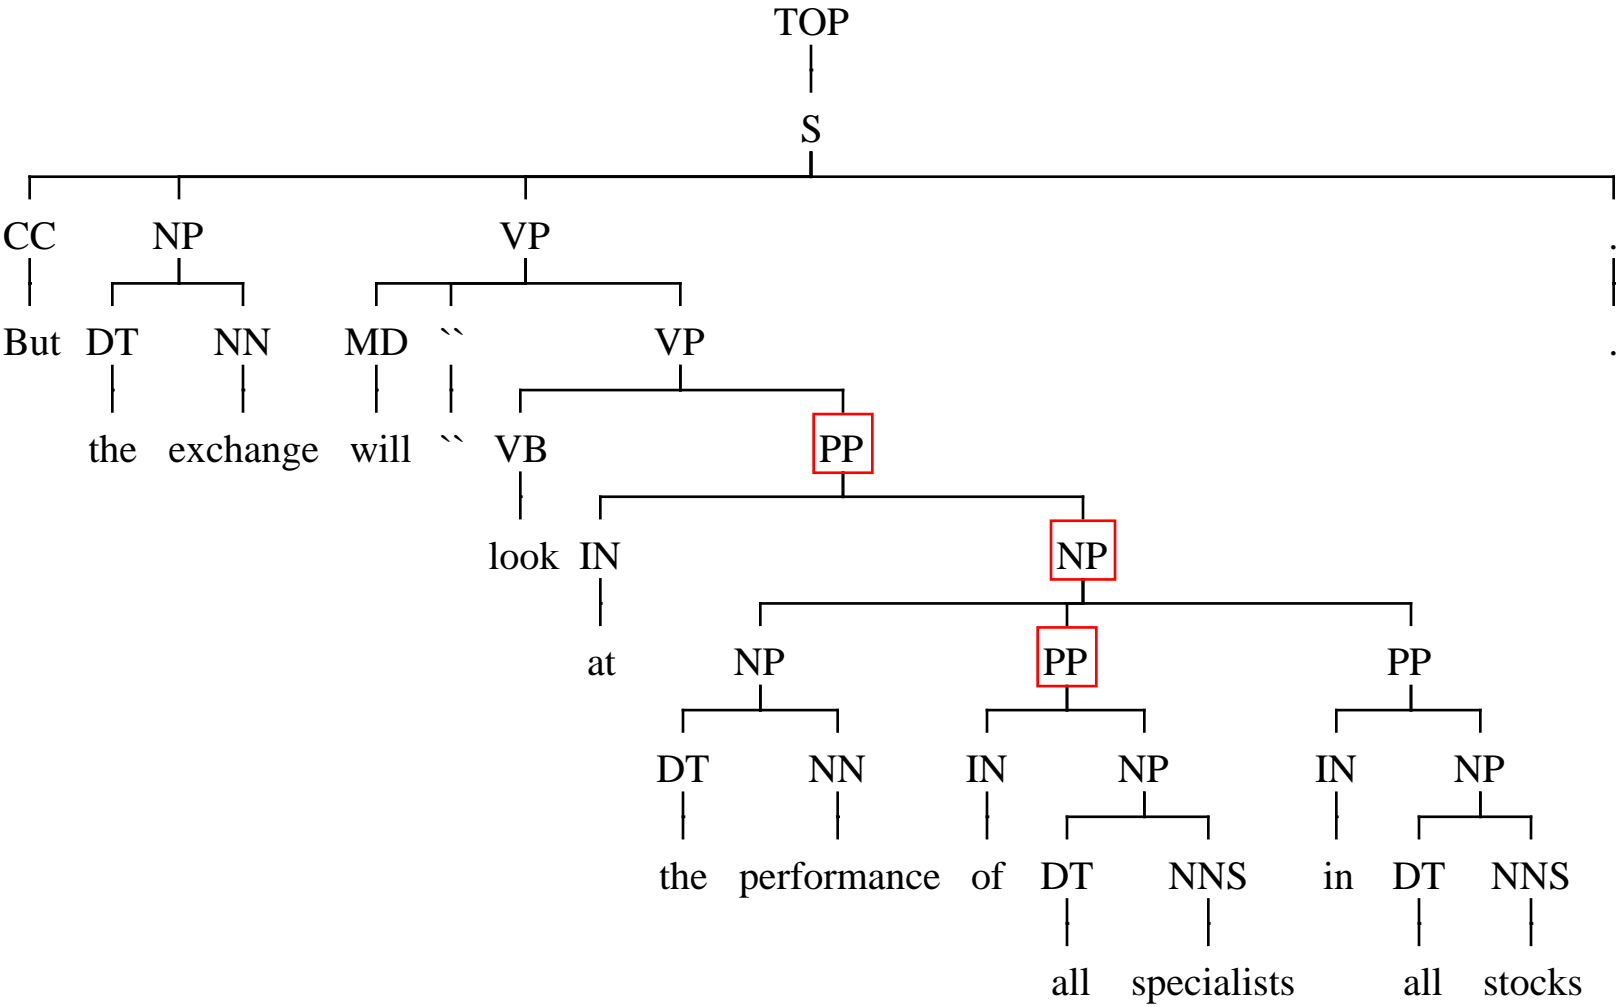 TOP
S
CC NP VP .
But DT NN MD `` VP .
the exchange will `` VB PP
look IN NP
at NP PP PP
DT NN IN NP IN NP
the performance of DT NNS in DT NNS
all specialists all stocks